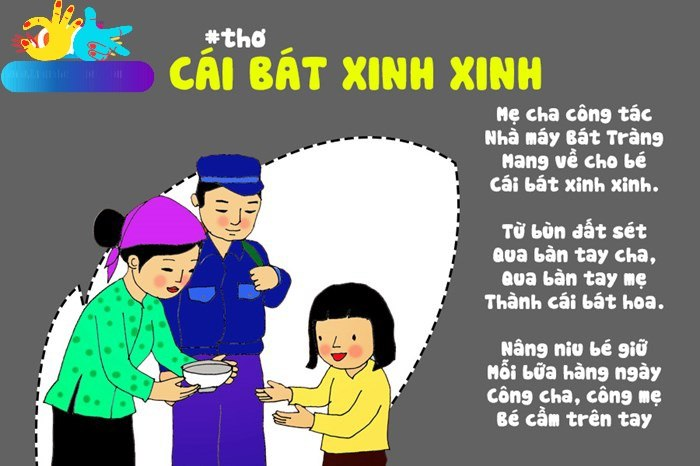 #thơ
CÁI BÁT XINH XINH
Mẹ cha công tác
Nhà máy Bát Tràng
Mang về cho bé
Cái bát xinh xinh.
Từ bùn đất sét
Qua bàn tay cha,
Qua bàn tay mẹ
Thành cái bát hoa.
Nâng niu bé giữ
Mỗi bữa hàng ngày
Công cha, công mẹ
Bé cầm trên tay